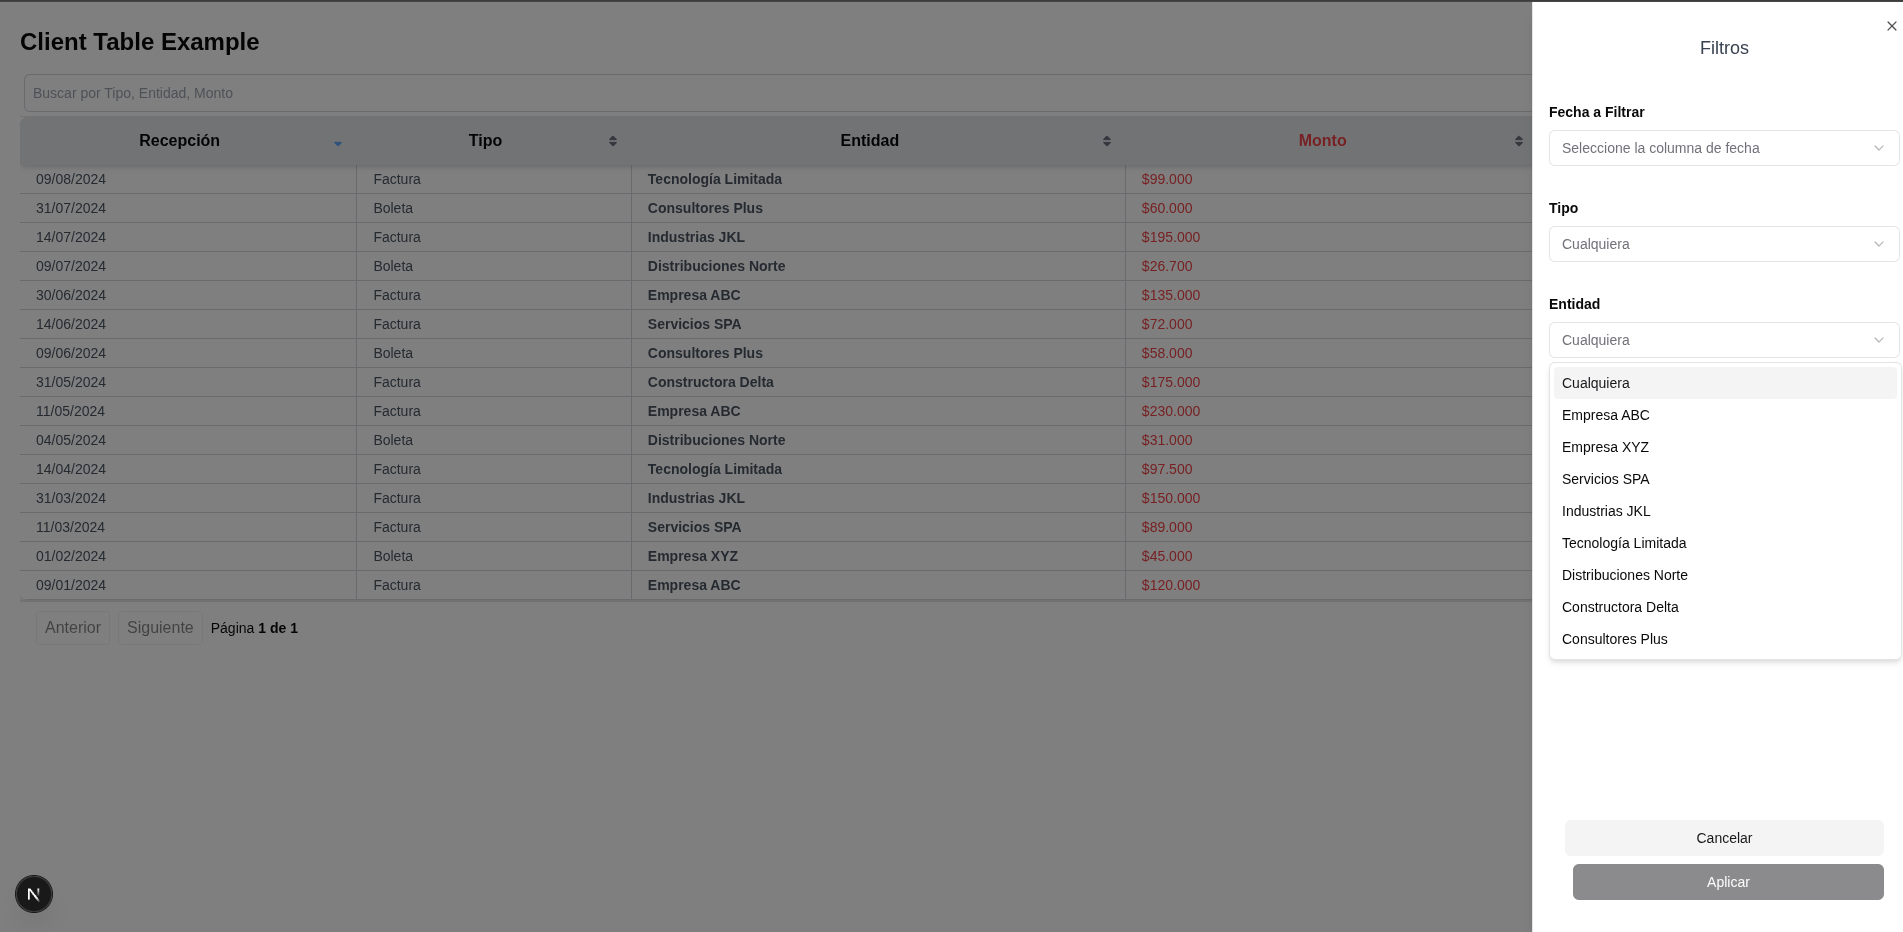 Client Table Example
Buscar por Tipo, Entidad, Monto
Recepción Tipo Entidad Monto
09/08/2024 Factura Tecnología Limitada $99.000
31/07/2024 Boleta Consultores Plus $60.000
14/07/2024 Factura Industrias JKL $195.000
09/07/2024 Boleta Distribuciones Norte $26.700
30/06/2024 Factura Empresa ABC $135.000
14/06/2024 Factura Servicios SPA $72.000
09/06/2024 Boleta Consultores Plus $58.000
31/05/2024 Factura Constructora Delta $175.000
11/05/2024 Factura Empresa ABC $230.000
04/05/2024 Boleta Distribuciones Norte $31.000
14/04/2024 Factura Tecnología Limitada $97.500
31/03/2024 Factura Industrias JKL $150.000
11/03/2024 Factura Servicios SPA $89.000
01/02/2024 Boleta Empresa XYZ $45.000
09/01/2024 Factura Empresa ABC $120.000
Anterior Siguiente Página 1 de 1
N
Filtros
Fecha a Filtrar
Seleccione la columna de fecha
Tipo
Cualquiera
Entidad
Cualquiera
Cualquiera
Empresa ABC
Empresa XYZ
Servicios SPA
Industrias JKL
Tecnología Limitada
Distribuciones Norte
Constructora Delta
Consultores Plus
Cancelar
Aplicar